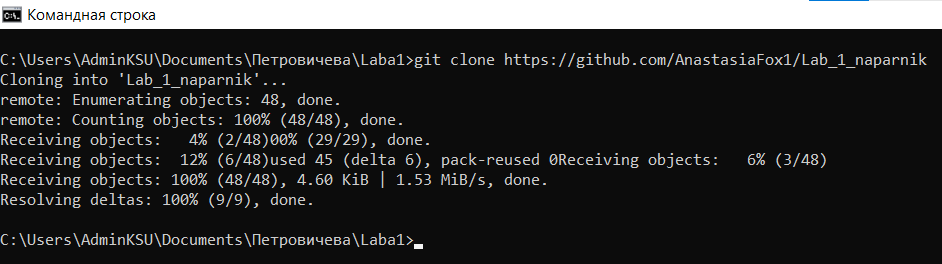 Командная строка
C:\Users\AdminKSU\Documents\Петровичева\Laba1>git clone https://github.com/AnastasiaFox1/Lab_1_naparnik
Cloning into 'Lab_1_naparnik'...
remote: Enumerating objects: 48, done.
remote: Counting objects: 100% (48/48), done.
Receiving objects:   4% (2/48)00% (29/29), done.
Receiving objects:  12% (6/48)used 45 (delta 6), pack-reused 0Receiving objects:   6% (3/48)
Receiving objects: 100% (48/48), 4.60 KiB | 1.53 MiB/s, done.
Resolving deltas: 100% (9/9), done.
C:\Users\AdminKSU\Documents\Петровичева\Laba1>